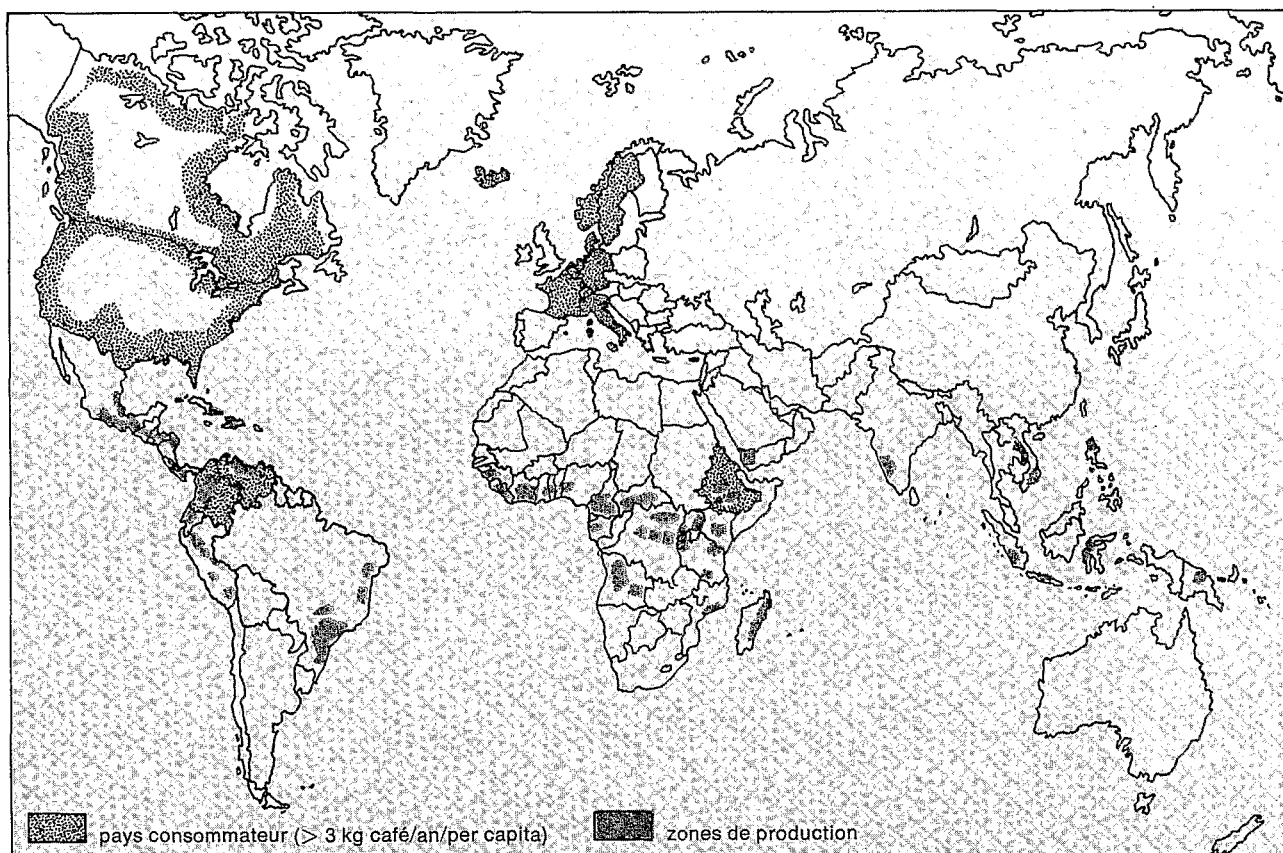 pays consommateur (> 3 kg café/an/per capita)
zones de production